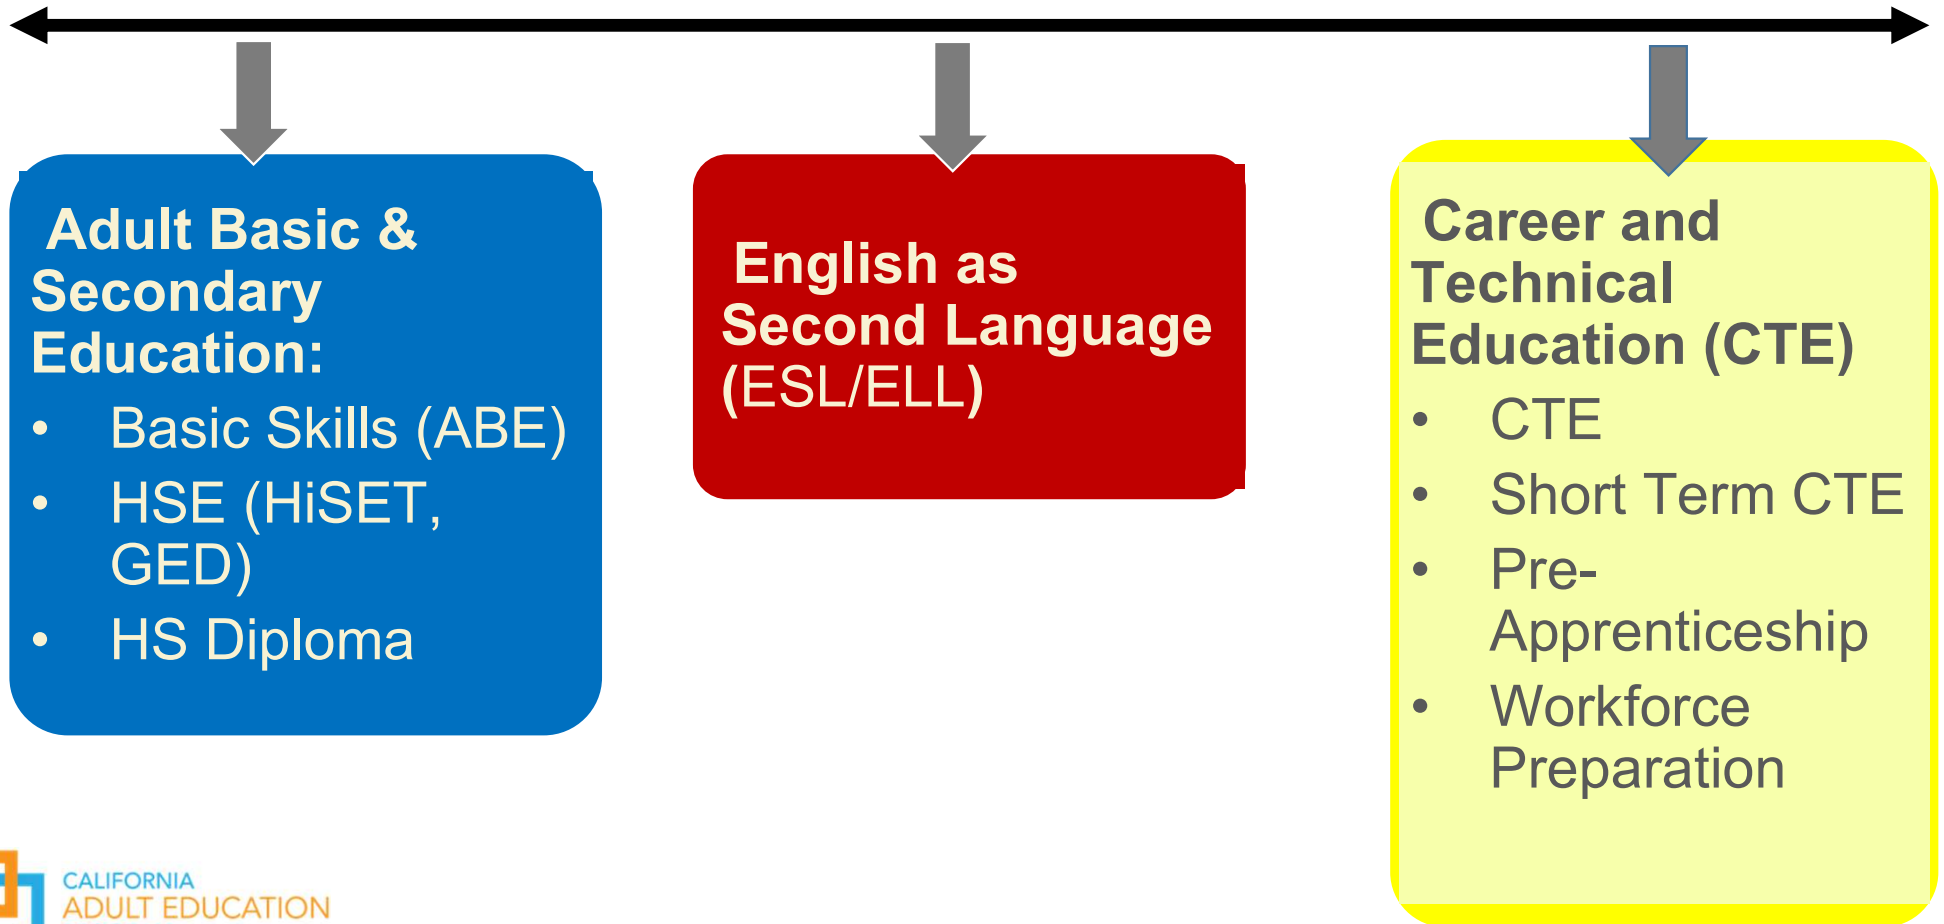 Adult Basic &
Secondary
Education:
• Basic Skills (ABE)
• HSE (HiSET,
GED)
• HS Diploma
English as
Second Language
(ESL/ELL)
Career and
Technical
Education (CTE)
• CTE
• Short Term CTE
• Pre-
Apprenticeship
• Workforce
Preparation
CALIFORNIA
ADULT EDUCATION